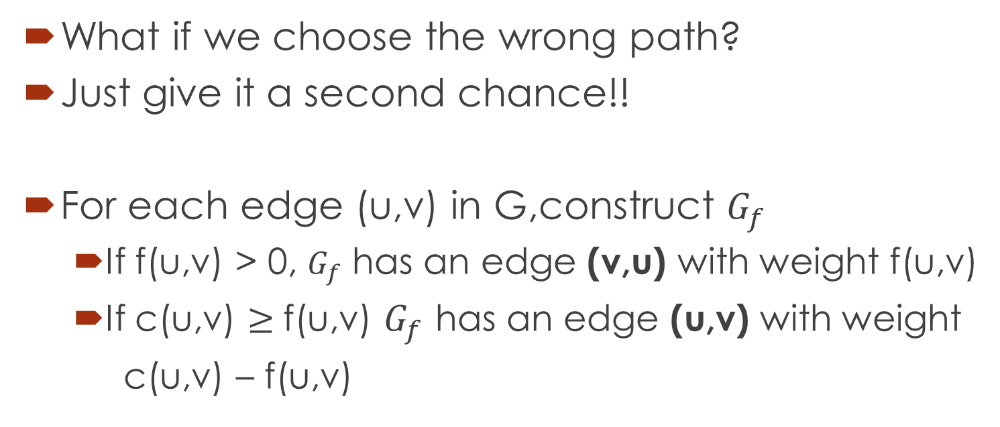 What if we choose the wrong path?
Just give it a second chance!!
For each edge (u,v) in G,construct G_f
If f(u,v) > 0, G_f has an edge (v,u) with weight f(u,v)
If c(u,v) ≥ f(u,v) G_f has an edge (u,v) with weight
c(u,v) – f(u,v)